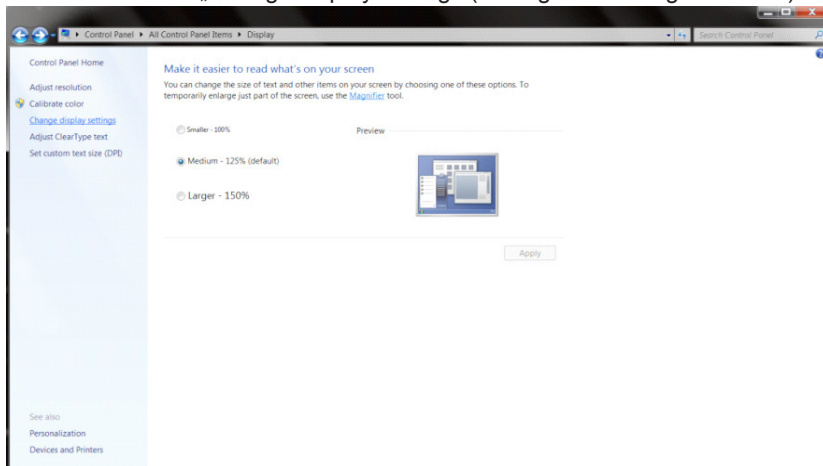 Control Panel ▸ All Control Panel Items ▸ Display
Search Control Panel
Control Panel Home
Adjust resolution
Calibrate color
Change display settings
Adjust ClearType text
Set custom text size (DPI)
See also
Personalization
Devices and Printers
Make it easier to read what's on your screen
You can change the size of text and other items on your screen by choosing one of these options. To
temporarily enlarge just part of the screen, use the Magnifier tool.
Smaller - 100%
Preview
Medium - 125% (default)
Larger - 150%
Apply